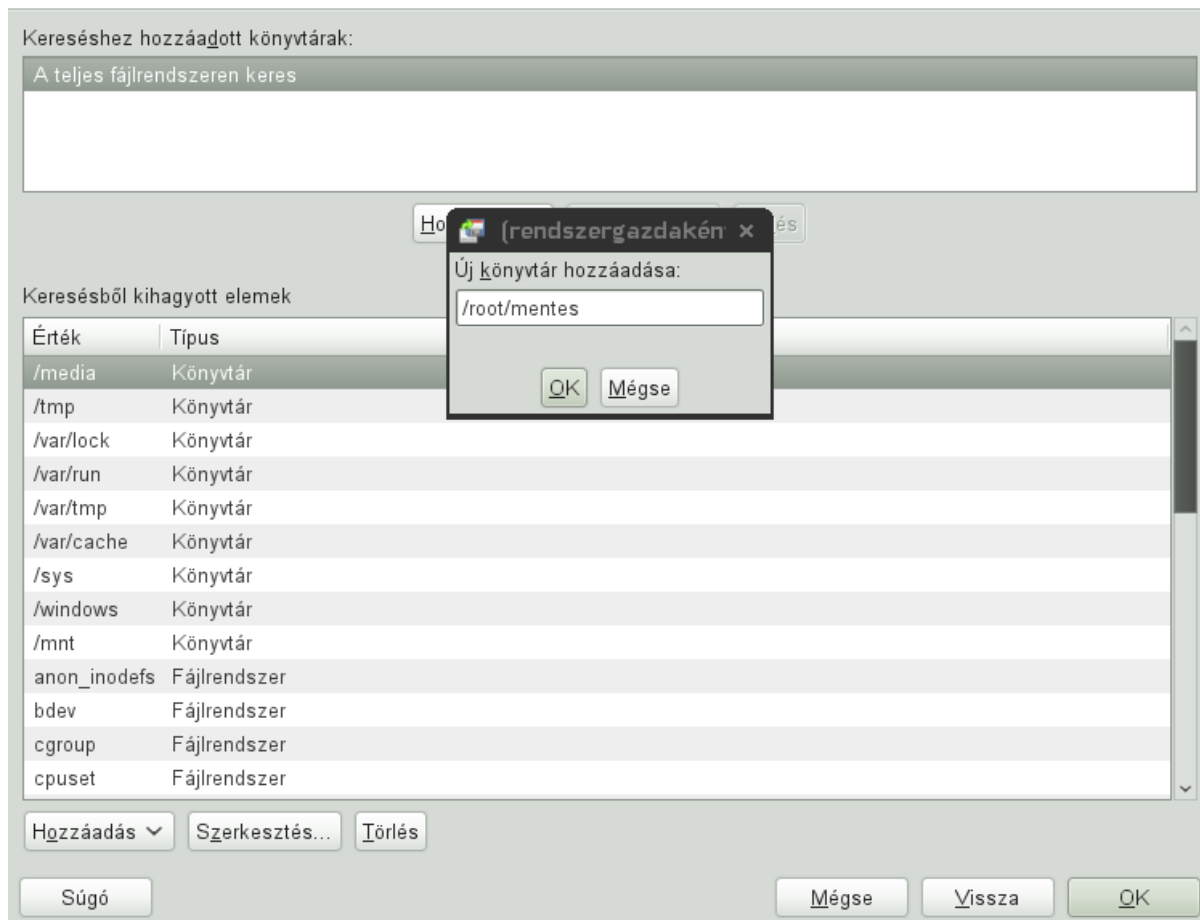 Kereséshez hozzáadott könyvtárak:
A teljes fájlrendszeren keres
(rendszergazdakén
Új könyvtár hozzáadása:
/root/mentes
OK Mégse
Keresésből kihagyott elemek
Érték Típus
/media Könyvtár
/tmp Könyvtár
/var/lock Könyvtár
/var/run Könyvtár
/var/tmp Könyvtár
/var/cache Könyvtár
/sys Könyvtár
/windows Könyvtár
/mnt Könyvtár
anon_inodefs Fájlrendszer
bdev Fájlrendszer
cgroup Fájlrendszer
cpuset Fájlrendszer
Hozzáadás Szerkesztés... Törlés
Súgó Mégse Vissza OK